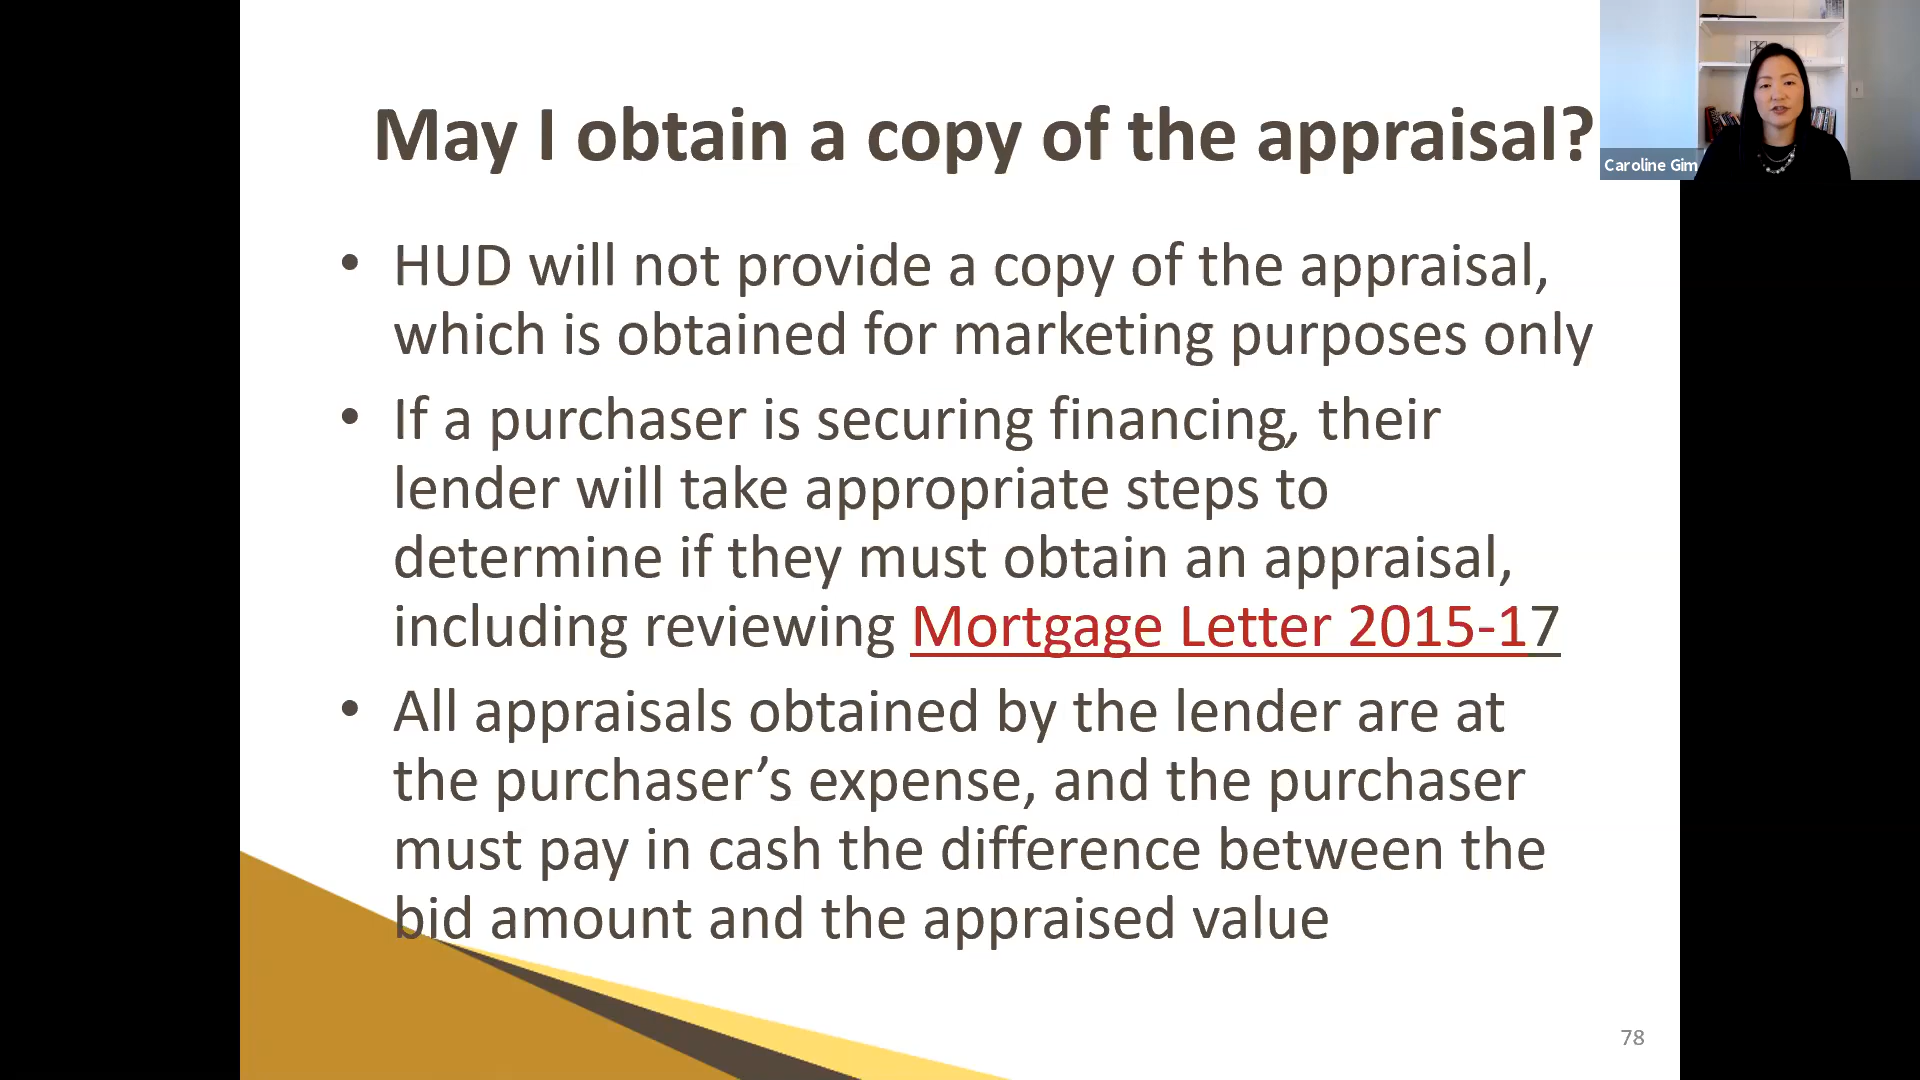 May I obtain a copy of the appraisal?
Caroline Gim
• HUD will not provide a copy of the appraisal,
which is obtained for marketing purposes only
• If a purchaser is securing financing, their
lender will take appropriate steps to
determine if they must obtain an appraisal,
including reviewing Mortgage Letter 2015-17
• All appraisals obtained by the lender are at
the purchaser’s expense, and the purchaser
must pay in cash the difference between the
bid amount and the appraised value
78